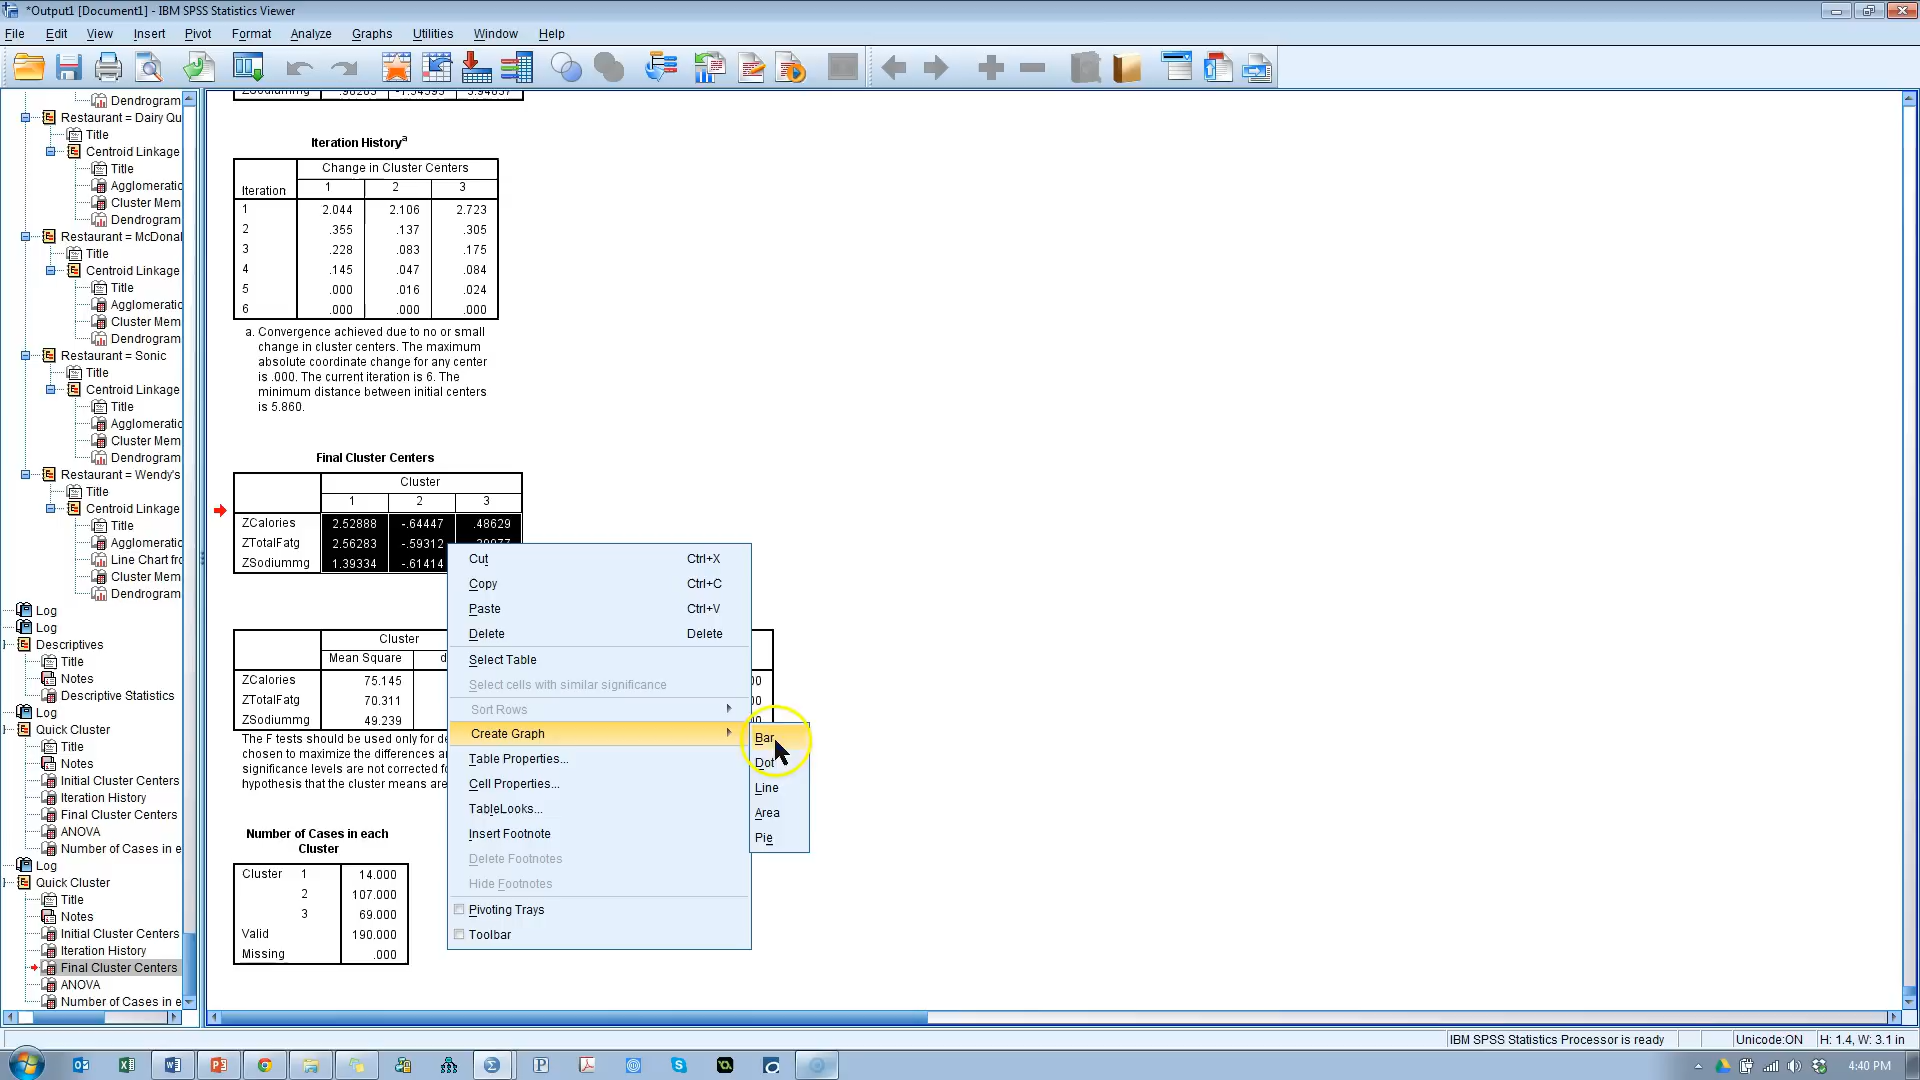 *Output1 [Document1] - IBM SPSS Statistics Viewer
File Edit View Insert Pivot Format Analyze Graphs Utilities Window Help
Dendrogram
Restaurant = Dairy Qu
Title
Centroid Linkage
Title
Agglomeratio
Cluster Mem
Dendrogram
Restaurant = McDonal
Title
Centroid Linkage
Title
Agglomeratio
Cluster Mem
Dendrogram
Restaurant = Sonic
Title
Centroid Linkage
Title
Agglomeratio
Cluster Mem
Dendrogram
Restaurant = Wendy's
Title
Centroid Linkage
Title
Agglomeratio
Line Chart fro
Cluster Mem
Dendrogram
Log
Log
Descriptives
Title
Notes
Descriptive Statistics
Log
Quick Cluster
Title
Notes
Initial Cluster Centers
Iteration History
Final Cluster Centers
ANOVA
Number of Cases in e
Log
Quick Cluster
Title
Notes
Initial Cluster Centers
Iteration History
Final Cluster Centers
ANOVA
Number of Cases in e
Iteration Historyᵃ
Change in Cluster Centers
Iteration 1 2 3
1 2.044 2.106 2.723
2 .355 .137 .305
3 .228 .083 .175
4 .145 .047 .084
5 .000 .016 .024
6 .000 .000 .000
a. Convergence achieved due to no or small
change in cluster centers. The maximum
absolute coordinate change for any center
is .000. The current iteration is 6. The
minimum distance between initial centers
is 5.860.
Final Cluster Centers
Cluster
1 2 3
ZCalories 2.52888 -.64447 .48629
ZTotalFatg 2.56283 -.59312
ZSodiummg 1.39334 -.61414
Cluster
Mean Square d
ZCalories 75.145 00
ZTotalFatg 70.311 00
ZSodiummg 49.239
The F tests should be used only for de
chosen to maximize the differences a
significance levels are not corrected f
hypothesis that the cluster means are
Number of Cases in each
Cluster
Cluster 1 14.000
2 107.000
3 69.000
Valid 190.000
Missing .000
Cut Ctrl+X
Copy Ctrl+C
Paste Ctrl+V
Delete Delete
Select Table
Select cells with similar significance
Sort Rows
Create Graph
Table Properties...
Cell Properties...
TableLooks...
Insert Footnote
Delete Footnotes
Hide Footnotes
Pivoting Trays
Toolbar
Bar
Dot
Line
Area
Pie
IBM SPSS Statistics Processor is ready Unicode:ON H: 1.4, W: 3.1 in
4:40 PM